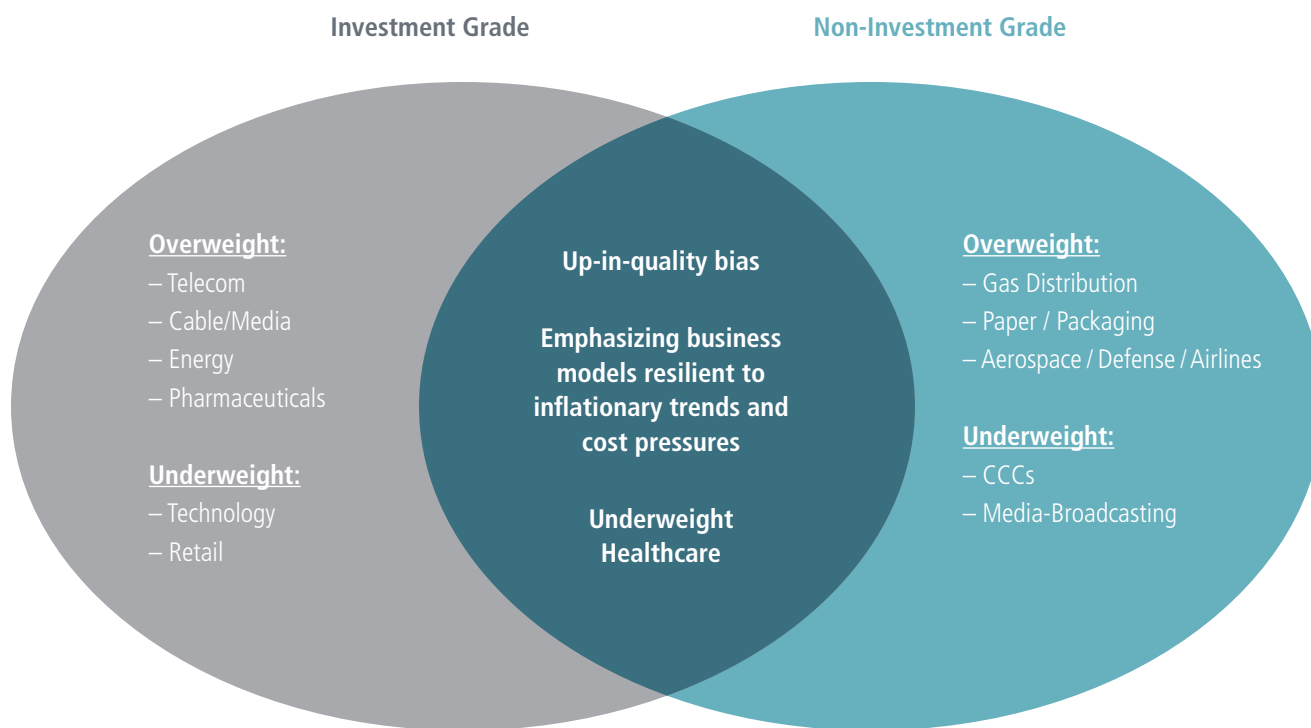 Investment Grade
Non-Investment Grade
Overweight:
– Telecom
– Cable/Media
– Energy
– Pharmaceuticals
Underweight:
– Technology
– Retail
Up-in-quality bias
Emphasizing business
models resilient to
inflationary trends and
cost pressures
Underweight
Healthcare
Overweight:
– Gas Distribution
– Paper / Packaging
– Aerospace / Defense / Airlines
Underweight:
– CCCs
– Media-Broadcasting